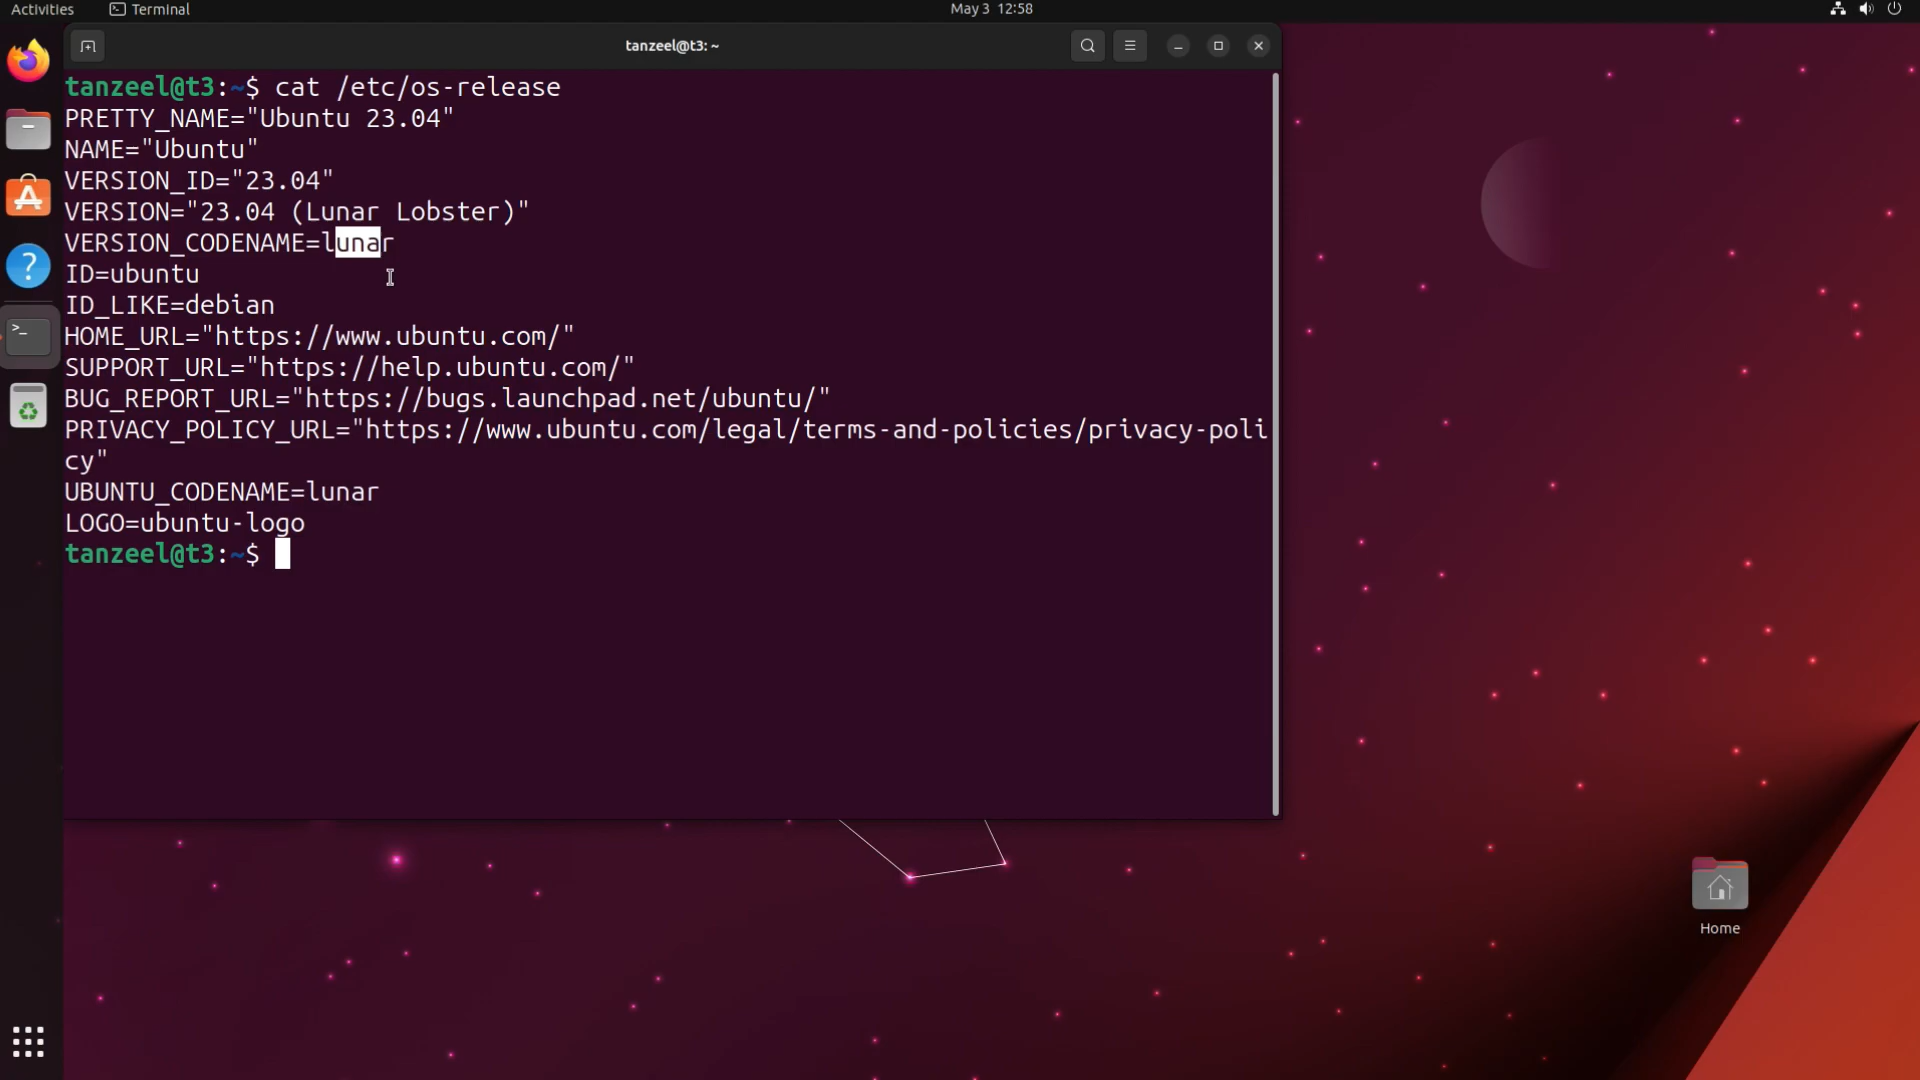 Activities Terminal May 3 12:58
tanzeel@t3: ~
tanzeel@t3:~$ cat /etc/os-release
PRETTY_NAME="Ubuntu 23.04"
NAME="Ubuntu"
VERSION_ID="23.04"
VERSION="23.04 (Lunar Lobster)"
VERSION_CODENAME=lunar
ID=ubuntu
ID_LIKE=debian
HOME_URL="https://www.ubuntu.com/"
SUPPORT_URL="https://help.ubuntu.com/"
BUG_REPORT_URL="https://bugs.launchpad.net/ubuntu/"
PRIVACY_POLICY_URL="https://www.ubuntu.com/legal/terms-and-policies/privacy-poli
cy"
UBUNTU_CODENAME=lunar
LOGO=ubuntu-logo
tanzeel@t3:~$
Home